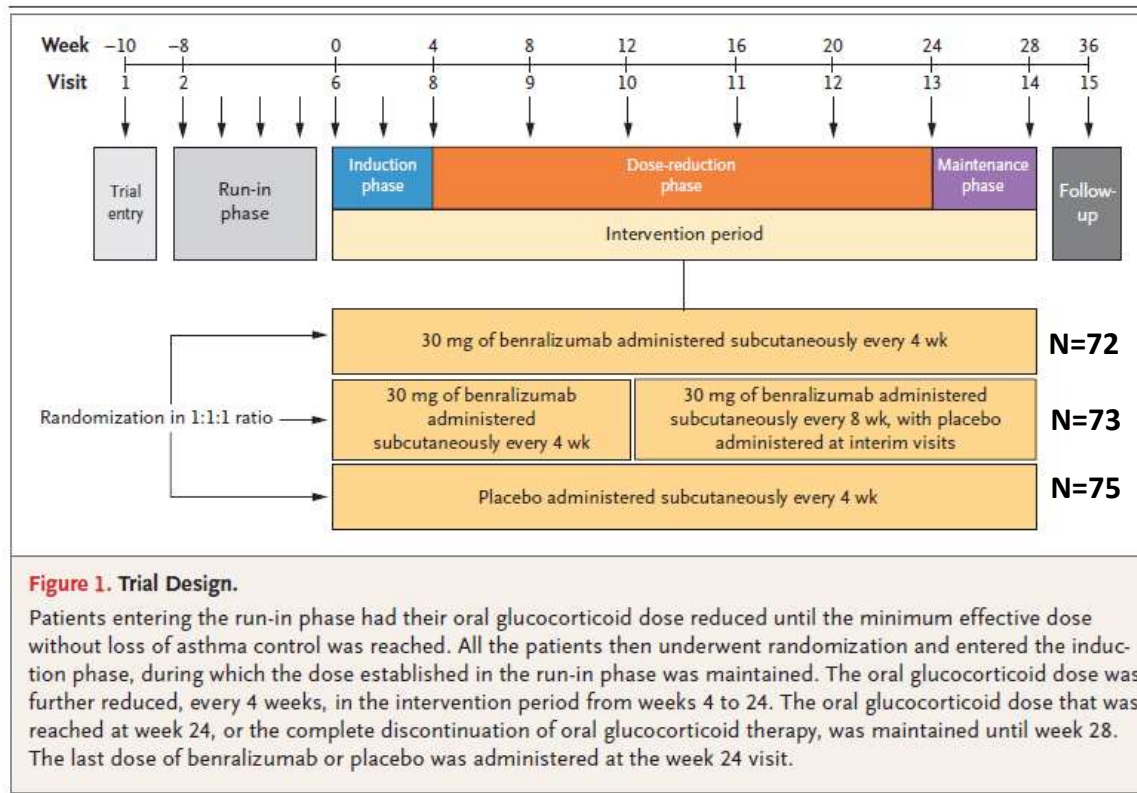 Week −10 −8 0 4 8 12 16 20 24 28 36
Visit 1 2 6 8 9 10 11 12 13 14 15
Trial
entry
Run-in
phase
Induction
phase
Dose-reduction
phase
Maintenance
phase
Follow-
up
Intervention period
30 mg of benralizumab administered subcutaneously every 4 wk
N=72
Randomization in 1:1:1 ratio
30 mg of benralizumab
administered
subcutaneously every 4 wk
30 mg of benralizumab administered
subcutaneously every 8 wk, with placebo
administered at interim visits
N=73
Placebo administered subcutaneously every 4 wk
N=75
Figure 1. Trial Design.
Patients entering the run-in phase had their oral glucocorticoid dose reduced until the minimum effective dose
without loss of asthma control was reached. All the patients then underwent randomization and entered the induc-
tion phase, during which the dose established in the run-in phase was maintained. The oral glucocorticoid dose was
further reduced, every 4 weeks, in the intervention period from weeks 4 to 24. The oral glucocorticoid dose that was
reached at week 24, or the complete discontinuation of oral glucocorticoid therapy, was maintained until week 28.
The last dose of benralizumab or placebo was administered at the week 24 visit.